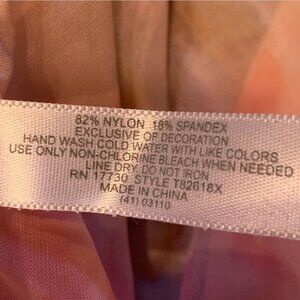 82% NYLON 18% SPANDEX
EXCLUSIVE OF DECORATION
HAND WASH COLD WATER WITH LIKE COLORS
USE ONLY NON-CHLORINE BLEACH WHEN NEEDED
LINE DRY, DO NOT IRON
RN 17730 STYLE T82618X
MADE IN CHINA
(41) 03110